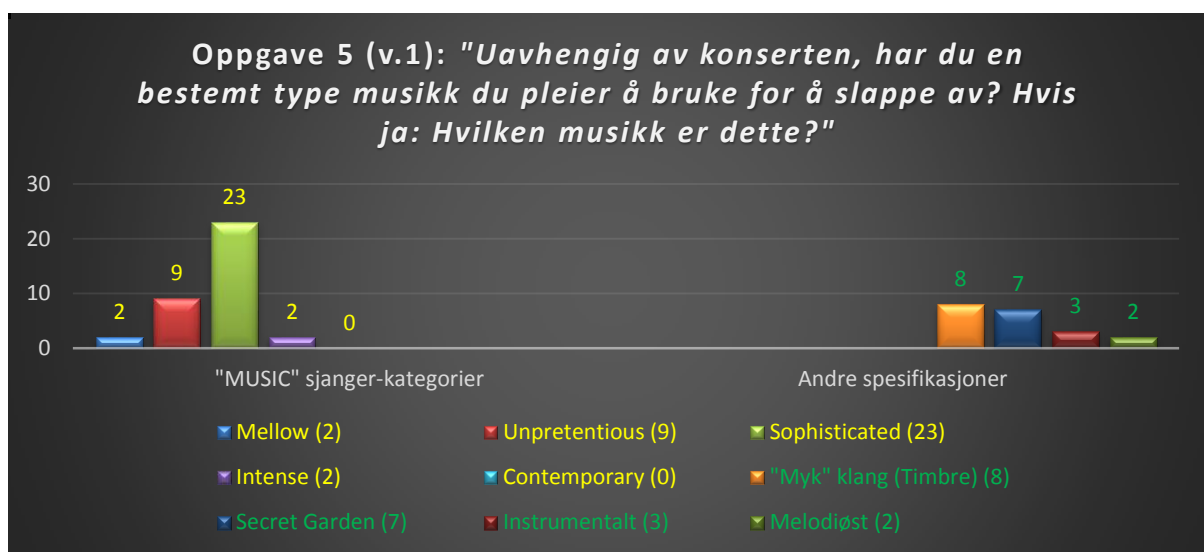 Oppgave 5 (v.1): "Uavhengig av konserten, har du en
bestemt type musikk du pleier å bruke for å slappe av? Hvis
ja: Hvilken musikk er dette?"
30
20
10
0
2
9
23
2
0
8
7
3
2
"MUSIC" sjanger-kategorier
Andre spesifikasjoner
Mellow (2)
Unpretentious (9)
Sophisticated (23)
Intense (2)
Contemporary (0)
"Myk" klang (Timbre) (8)
Secret Garden (7)
Instrumentalt (3)
Melodiøst (2)